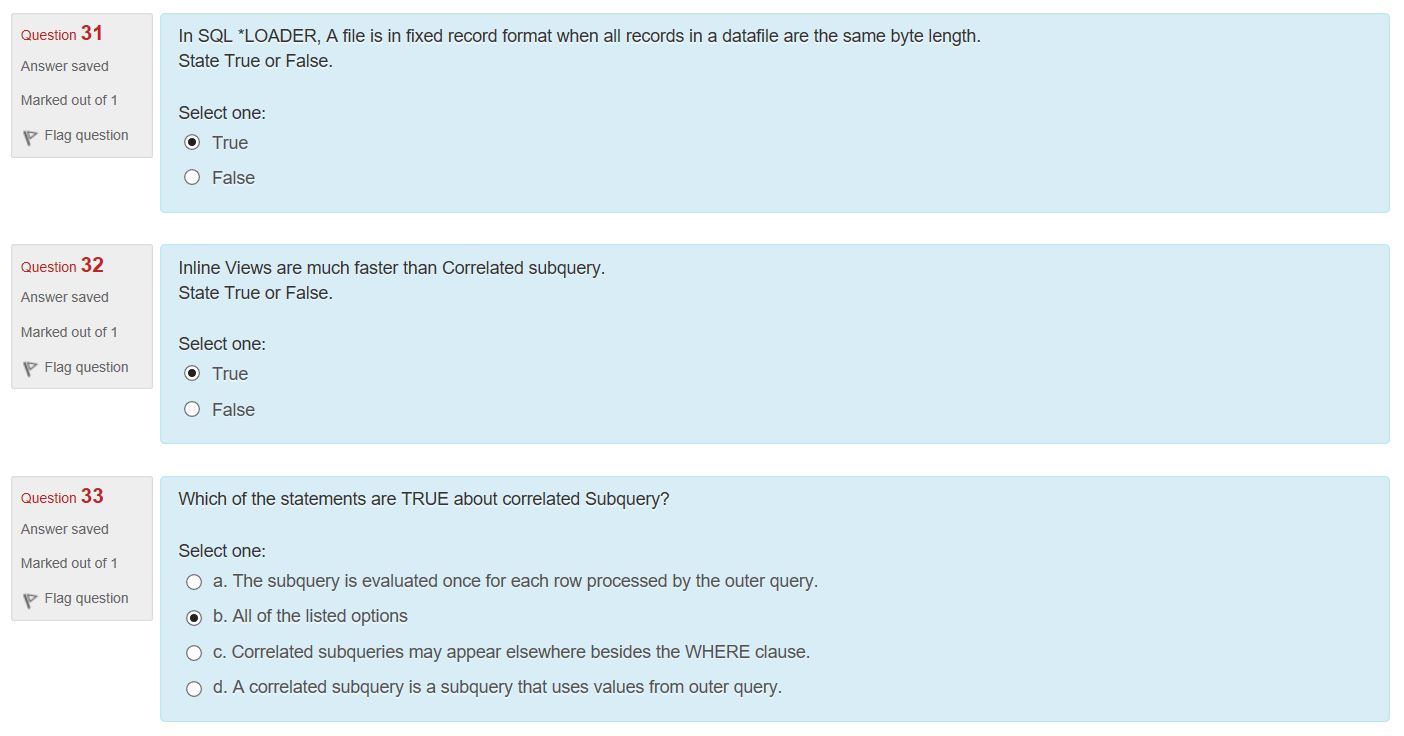 Question 31
Answer saved
Marked out of 1
Flag question
In SQL *LOADER, A file is in fixed record format when all records in a datafile are the same byte length.
State True or False.
Select one:
True
False
Question 32
Answer saved
Marked out of 1
Flag question
Inline Views are much faster than Correlated subquery.
State True or False.
Select one:
True
False
Question 33
Answer saved
Marked out of 1
Flag question
Which of the statements are TRUE about correlated Subquery?
Select one:
a. The subquery is evaluated once for each row processed by the outer query.
b. All of the listed options
c. Correlated subqueries may appear elsewhere besides the WHERE clause.
d. A correlated subquery is a subquery that uses values from outer query.